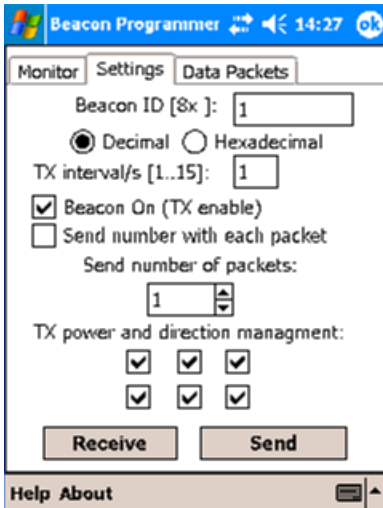 Beacon Programmer 14:27 ok
Monitor Settings Data Packets
Beacon ID [8x ]: 1
Decimal Hexadecimal
TX interval/s [1..15]: 1
Beacon On (TX enable)
Send number with each packet
Send number of packets:
1
TX power and direction managment:
Receive Send
Help About